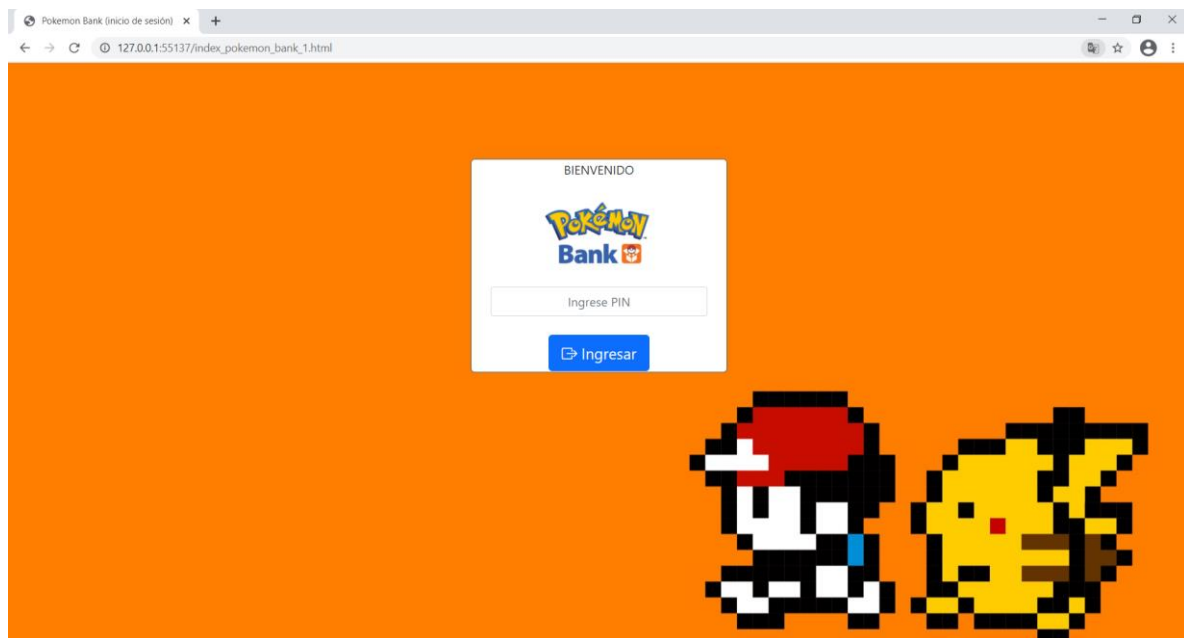 Pokemon Bank (inicio de sesión)
127.0.0.1:55137/index_pokemon_bank_1.html
BIENVENIDO
POKéMON
Bank
Ingrese PIN
Ingresar